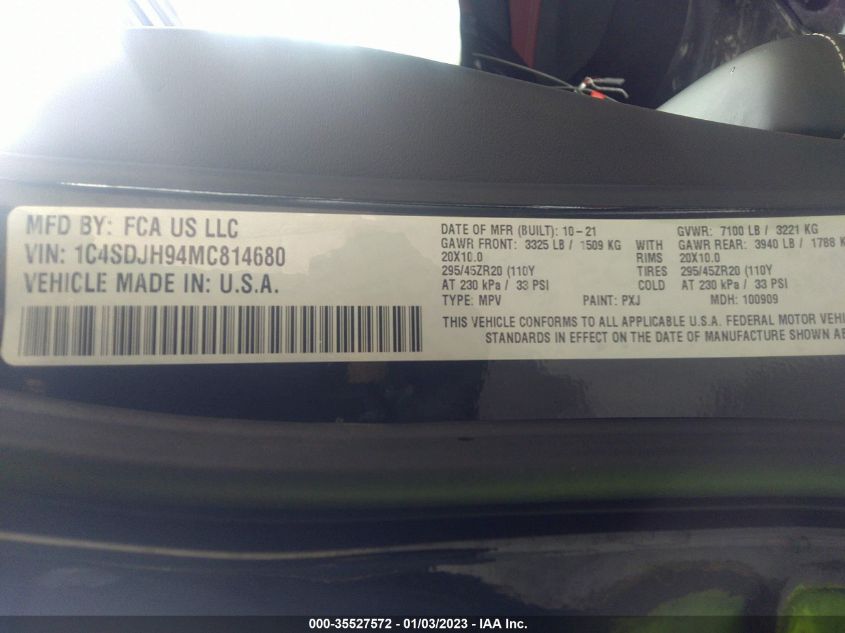 MFD BY: FCA US LLC
VIN: 1C4SDJH94MC814680
VEHICLE MADE IN: U.S.A.
DATE OF MFR (BUILT): 10-21 GVWR: 7100 LB / 3221 KG
GAWR FRONT: 3325 LB / 1509 KG WITH GAWR REAR: 3940 LB / 1788 K
20X10.0 RIMS 20X10.0
295/45ZR20 (110Y TIRES 295/45ZR20 (110Y
AT 230 kPa / 33 PSI COLD AT 230 kPa / 33 PSI
TYPE: MPV PAINT: PXJ MDH: 100909
THIS VEHICLE CONFORMS TO ALL APPLICABLE U.S.A. FEDERAL MOTOR VEHIC
STANDARDS IN EFFECT ON THE DATE OF MANUFACTURE SHOWN AB
000-35527572 — 01/03/2023 — IAA Inc.